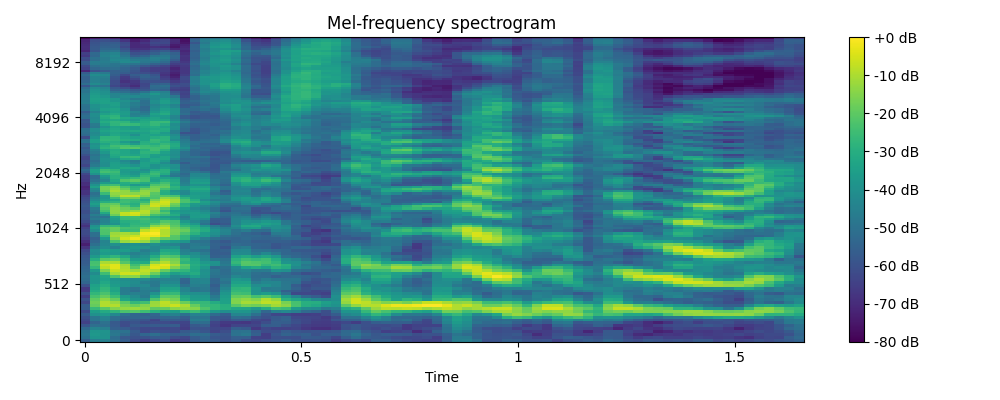 Mel-frequency spectrogram
Hz
8192
4096
2048
1024
512
0
0
0.5
1
1.5
Time
+0 dB
-10 dB
-20 dB
-30 dB
-40 dB
-50 dB
-60 dB
-70 dB
-80 dB